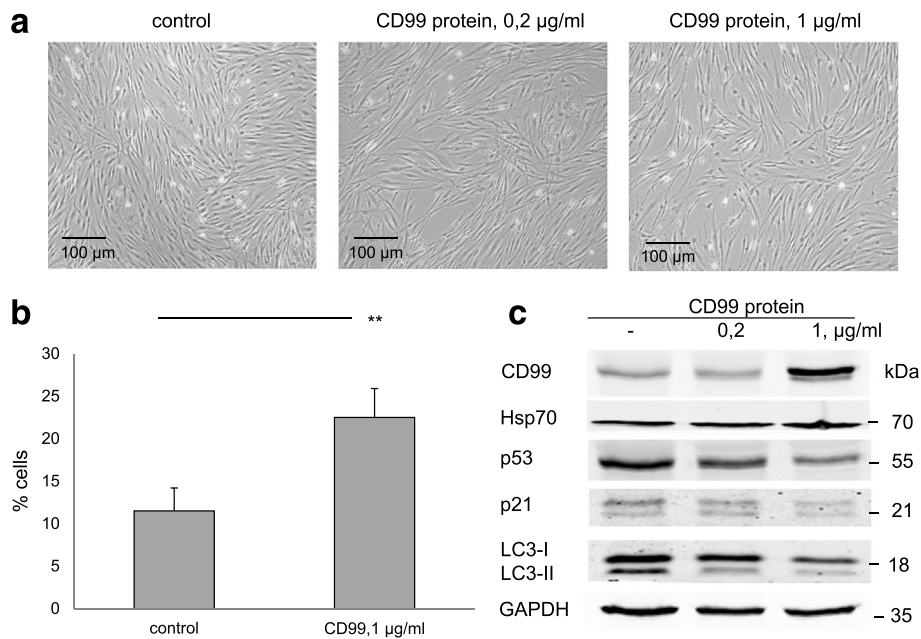 a
control
CD99 protein, 0,2 µg/ml
CD99 protein, 1 µg/ml
100 µm
100 µm
100 µm
b
**
30
25
20
15
10
5
0
% cells
control
CD99,1 µg/ml
c
CD99 protein
- 0,2 1, µg/ml
CD99 kDa
Hsp70 – 70
p53 – 55
p21 – 21
LC3-I
LC3-II – 18
GAPDH – 35